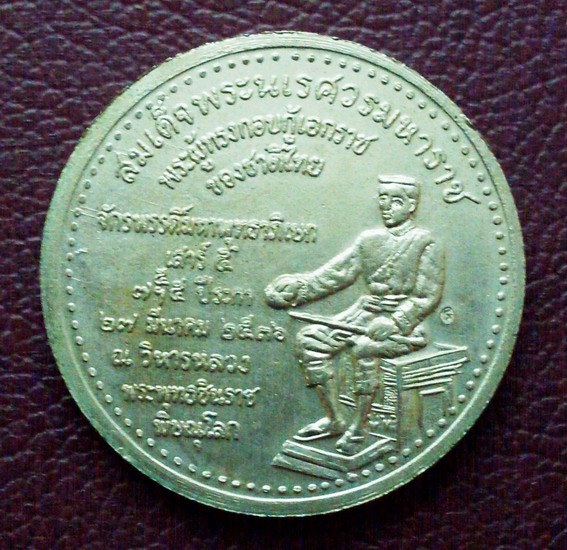 สมเด็จพระนเรศวรมหาราช
พระผู้ทรงกอบกู้เอกราช
ของชาติไทย
จักรพรรดิ์มหาพุทธาภิเษก
เสาร์ ๕
ปีระกา
๒๗ มีนาคม ๒๕๓๖
ณ วิหารหลวง
พระพุทธชินราช
พิษณุโลก